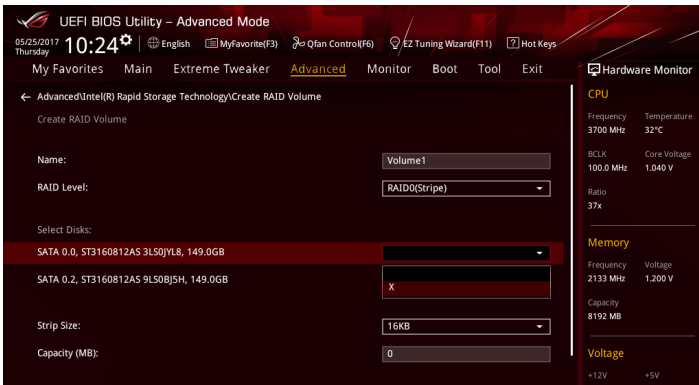 UEFI BIOS Utility – Advanced Mode
05/25/2017 Thursday 10:24 English MyFavorite(F3) Qfan Control(F6) EZ Tuning Wizard(F11) ? Hot Keys
My Favorites Main Extreme Tweaker Advanced Monitor Boot Tool Exit Hardware Monitor
← Advanced\Intel(R) Rapid Storage Technology\Create RAID Volume
Create RAID Volume
Name: Volume1
RAID Level: RAID0(Stripe)
Select Disks:
SATA 0.0, ST3160812AS 3LS0JYL8, 149.0GB
SATA 0.2, ST3160812AS 9LS0BJ5H, 149.0GB
X
Strip Size: 16KB
Capacity (MB): 0
CPU
Frequency Temperature
3700 MHz 32°C
BCLK Core Voltage
100.0 MHz 1.040 V
Ratio
37x
Memory
Frequency Voltage
2133 MHz 1.200 V
Capacity
8192 MB
Voltage
+12V +5V